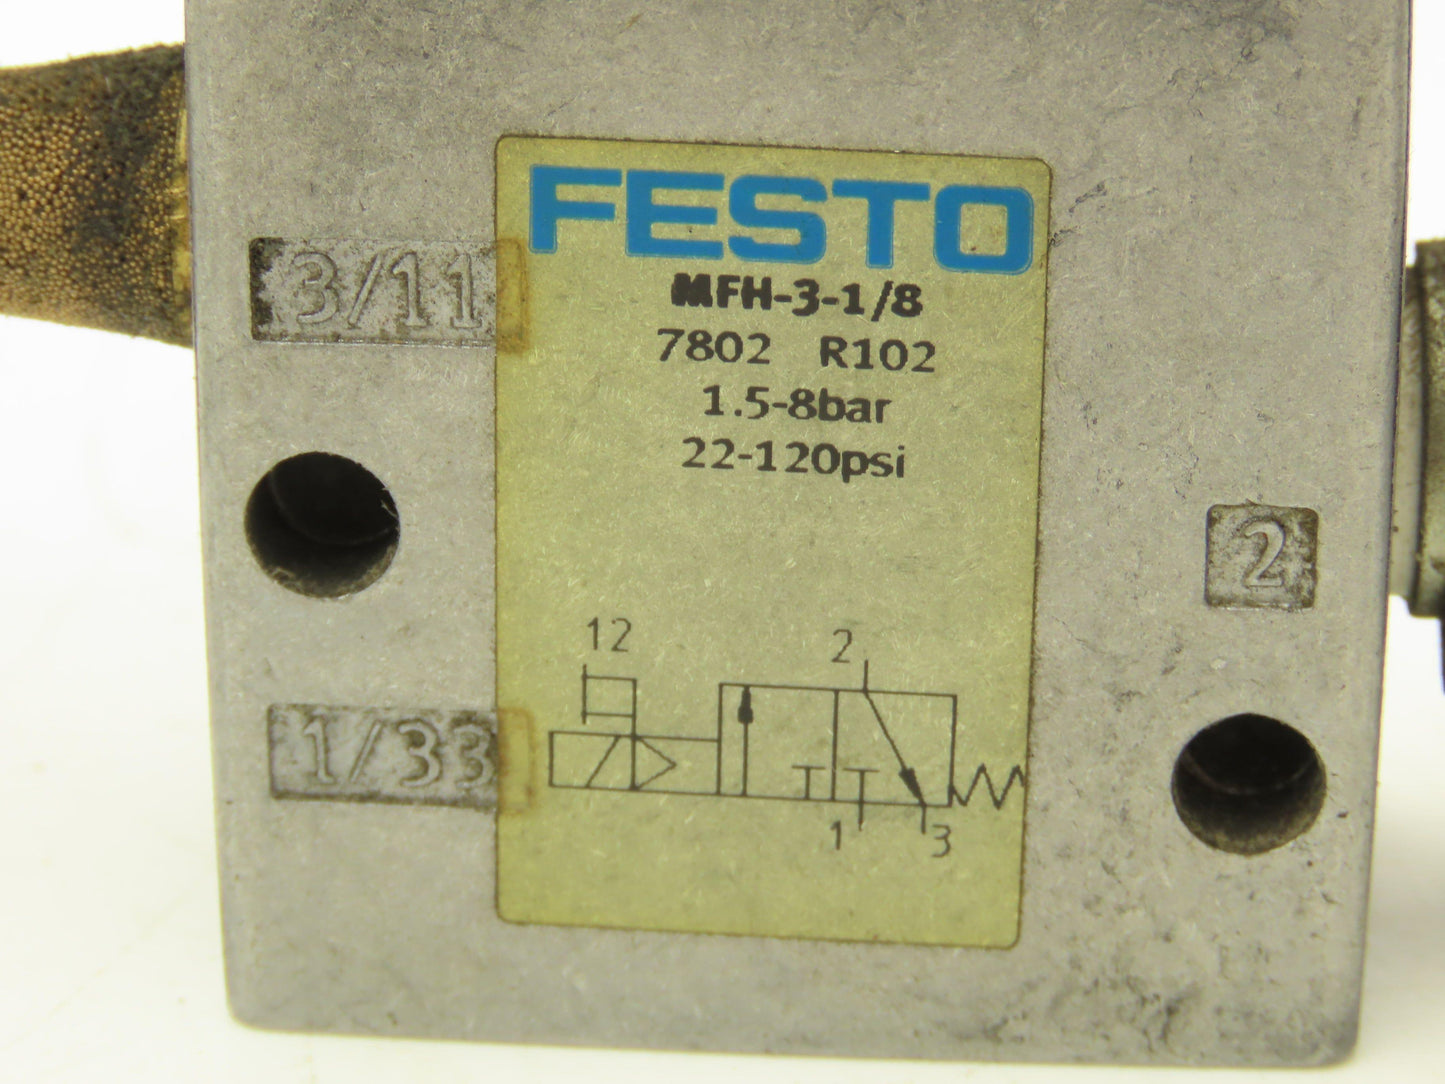 FESTO
MFH-3-1/8
7802 R102
1.5-8bar
22-120psi
3/11
2
1/33
12
2
1
3